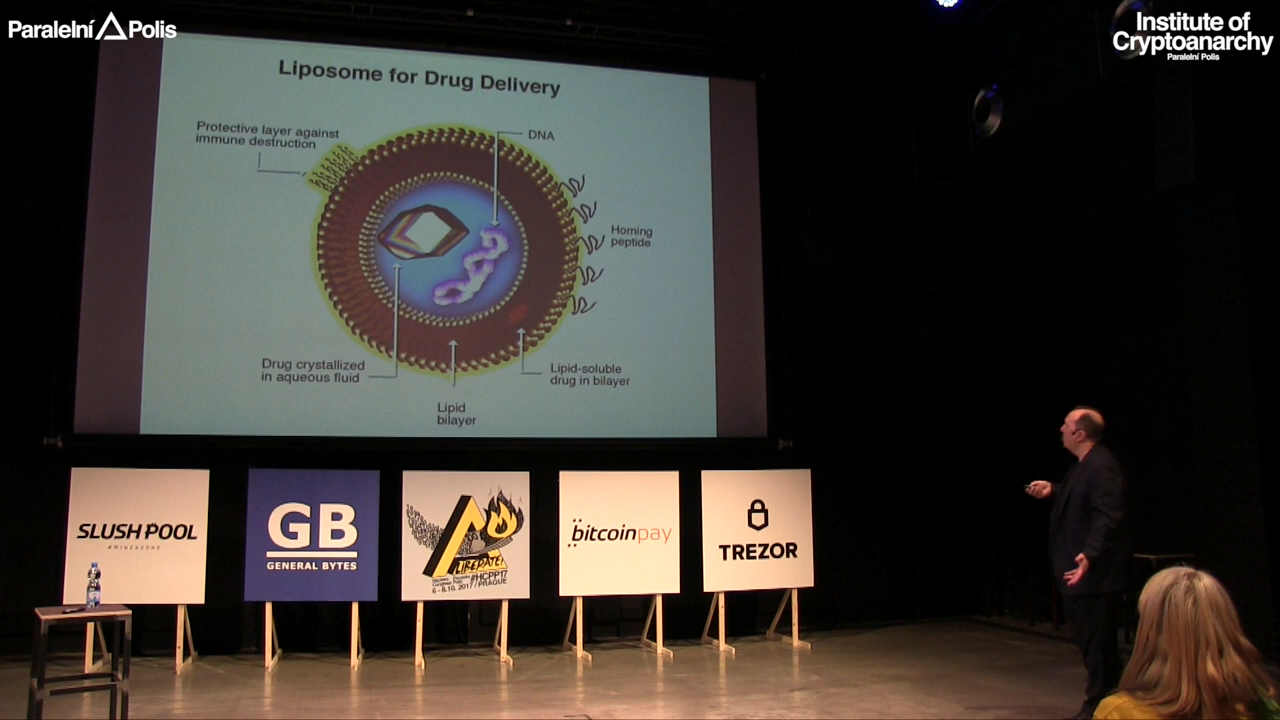 Paralelní Polis
Institute of
Cryptoanarchy
Paralelní Polis
Liposome for Drug Delivery
Protective layer against
immune destruction
DNA
Homing
peptide
Drug crystallized
in aqueous fluid
Lipid
bilayer
Lipid-soluble
drug in bilayer
SLUSH POOL
#MINEASONE
GB
GENERAL BYTES
LIBERATE!
#HCPP17
6-8.10.2017 / PRAGUE
bitcoinpay
TREZOR